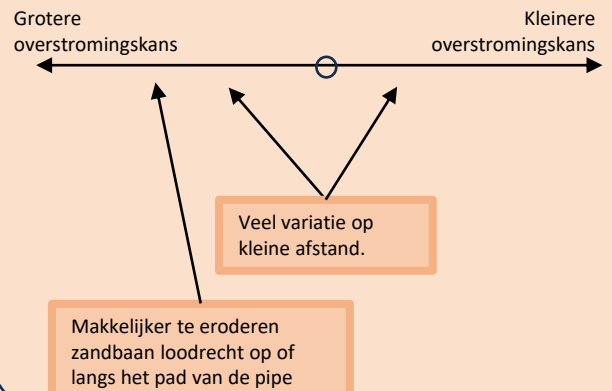 Grotere
overstromingskans
Kleinere
overstromingskans
Veel variatie op
kleine afstand.
Makkelijker te eroderen
zandbaan loodrecht op of
langs het pad van de pipe